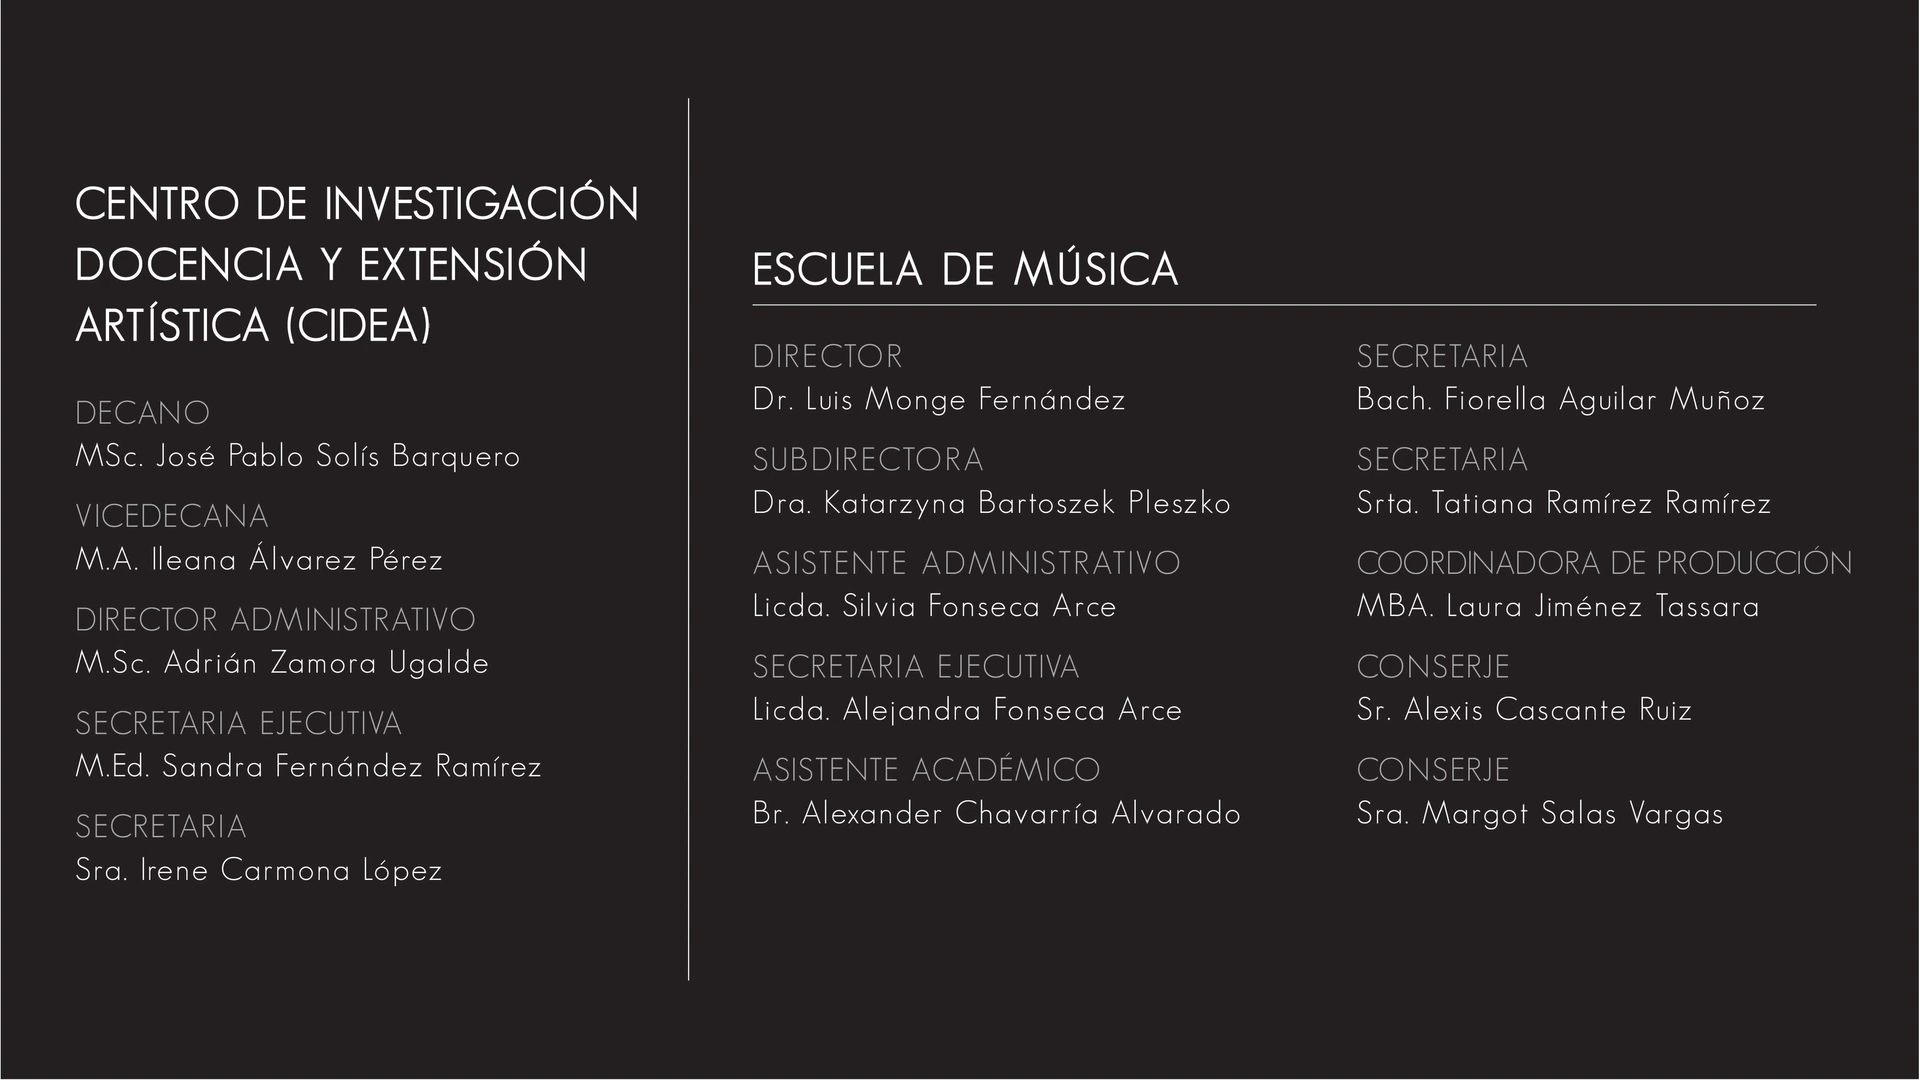 CENTRO DE INVESTIGACIÓN
DOCENCIA Y EXTENSIÓN
ARTÍSTICA (CIDEA)
DECANO
MSc. José Pablo Solís Barquero
VICEDECANA
M.A. Ileana Álvarez Pérez
DIRECTOR ADMINISTRATIVO
M.Sc. Adrián Zamora Ugalde
SECRETARIA EJECUTIVA
M.Ed. Sandra Fernández Ramírez
SECRETARIA
Sra. Irene Carmona López
ESCUELA DE MÚSICA
DIRECTOR
Dr. Luis Monge Fernández
SUBDIRECTORA
Dra. Katarzyna Bartoszek Pleszko
ASISTENTE ADMINISTRATIVO
Licda. Silvia Fonseca Arce
SECRETARIA EJECUTIVA
Licda. Alejandra Fonseca Arce
ASISTENTE ACADÉMICO
Br. Alexander Chavarría Alvarado
SECRETARIA
Bach. Fiorella Aguilar Muñoz
SECRETARIA
Srta. Tatiana Ramírez Ramírez
COORDINADORA DE PRODUCCIÓN
MBA. Laura Jiménez Tassara
CONSERJE
Sr. Alexis Cascante Ruiz
CONSERJE
Sra. Margot Salas Vargas